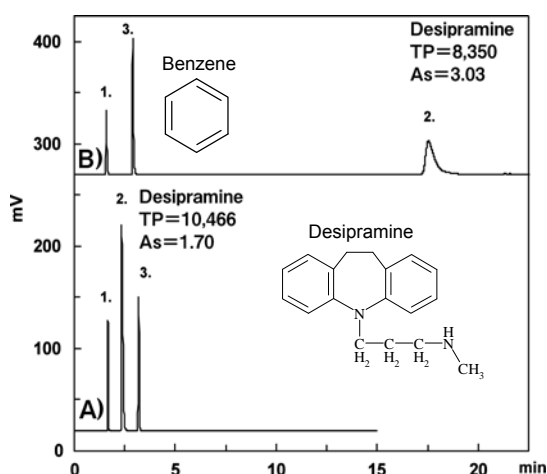 400
300
200
100
0
mV
0
5
10
15
20
min
B)
1.
3.
Benzene
Desipramine
TP=8,350
As=3.03
2.
A)
1.
2. Desipramine
TP=10,466
As=1.70
3.
Desipramine
N
C
H2
C
H2
C
H2
H
N
CH3